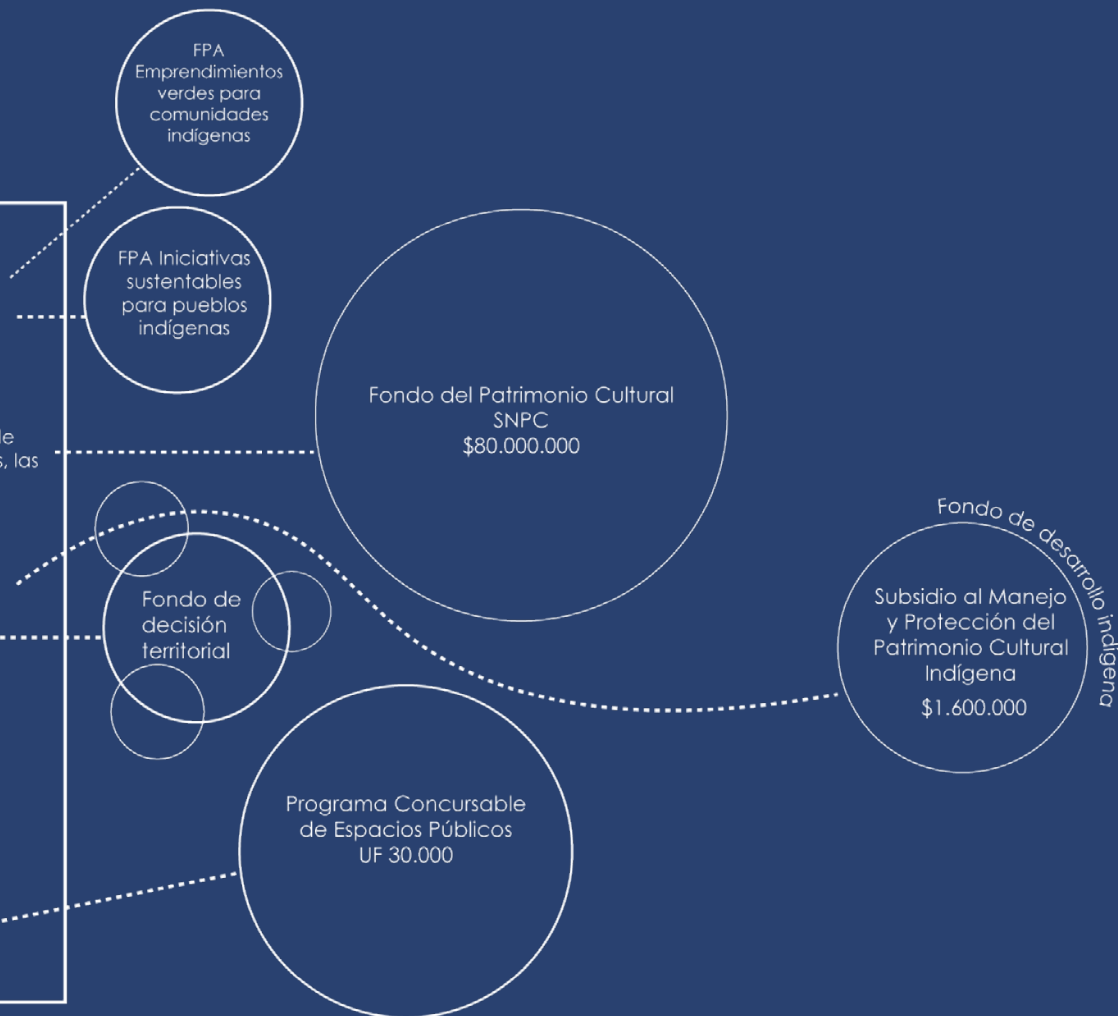 FPA
Emprendimientos
verdes para
comunidades
indígenas
FPA Iniciativas
sustentables
para pueblos
indígenas
Fondo del Patrimonio Cultural
SNPC
$80.000.000
s, las
Fondo de
decisión
territorial
Fondo de desarrollo indígena
Subsidio al Manejo
y Protección del
Patrimonio Cultural
Indígena
$1.600.000
Programa Concursable
de Espacios Públicos
UF 30.000